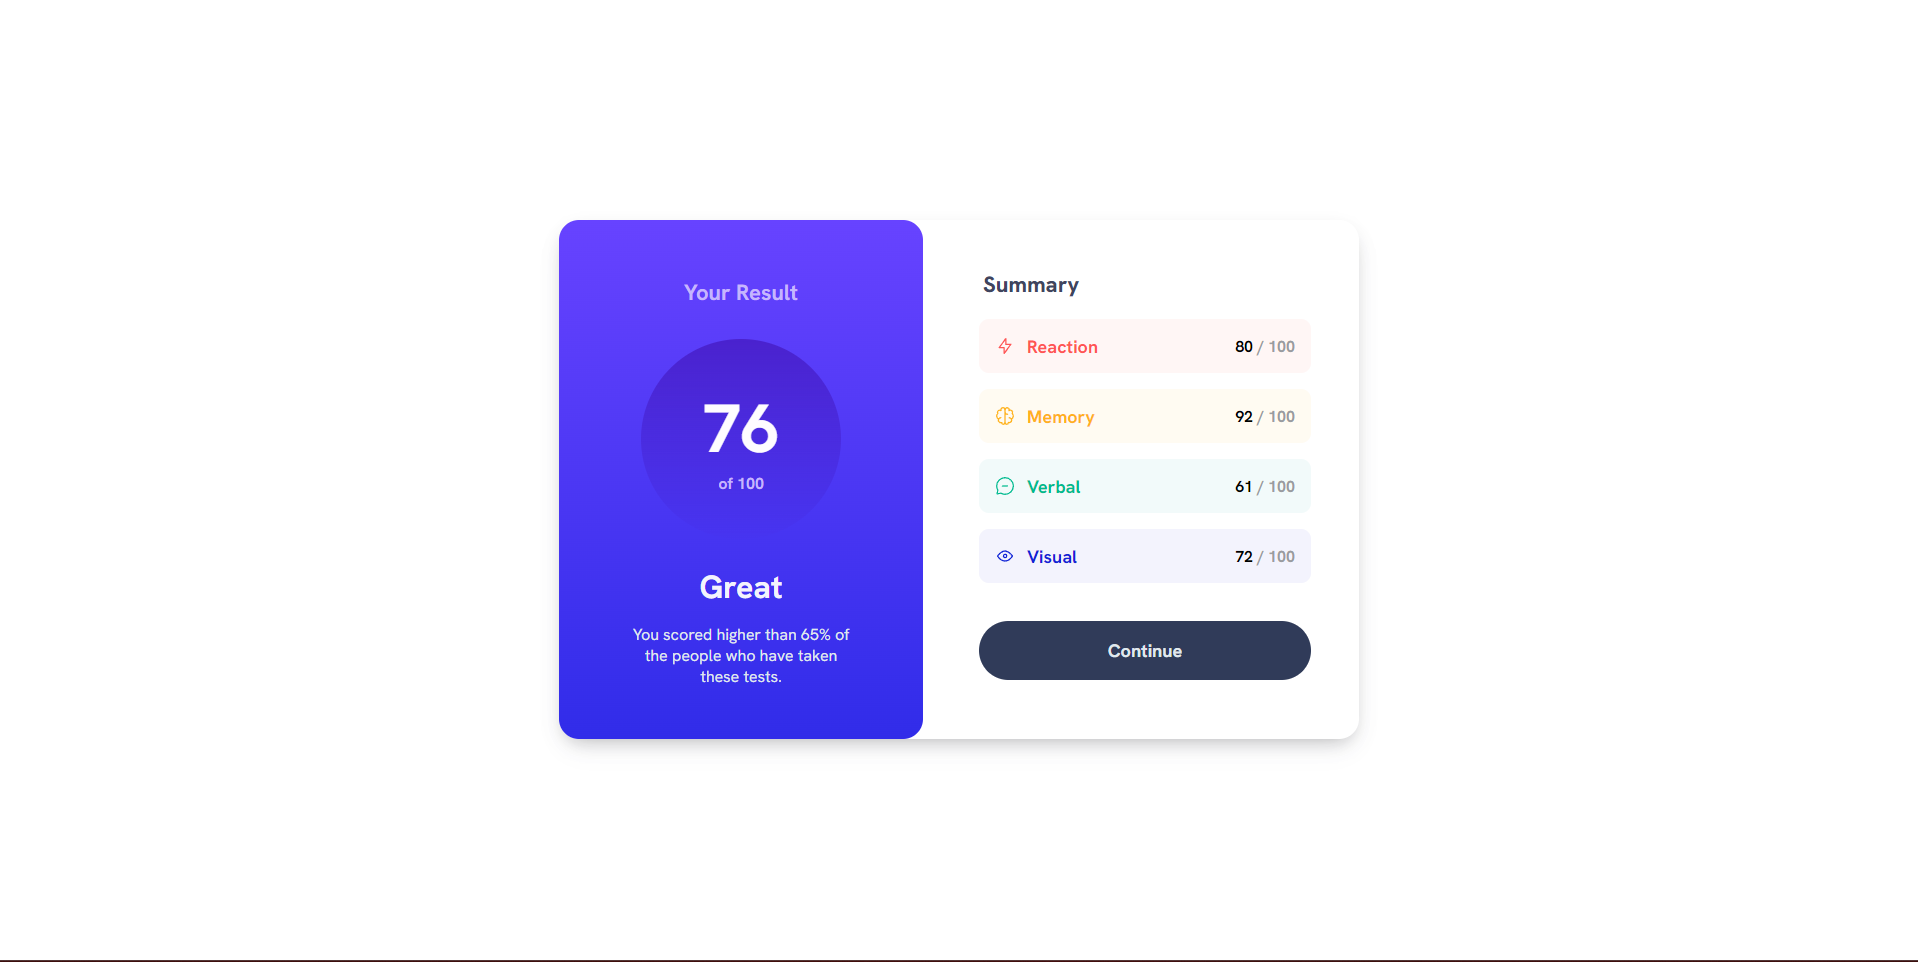 Your Result
76
of 100
Great
You scored higher than 65% of
the people who have taken
these tests.
Summary
Reaction 80 / 100
Memory 92 / 100
Verbal 61 / 100
Visual 72 / 100
Continue